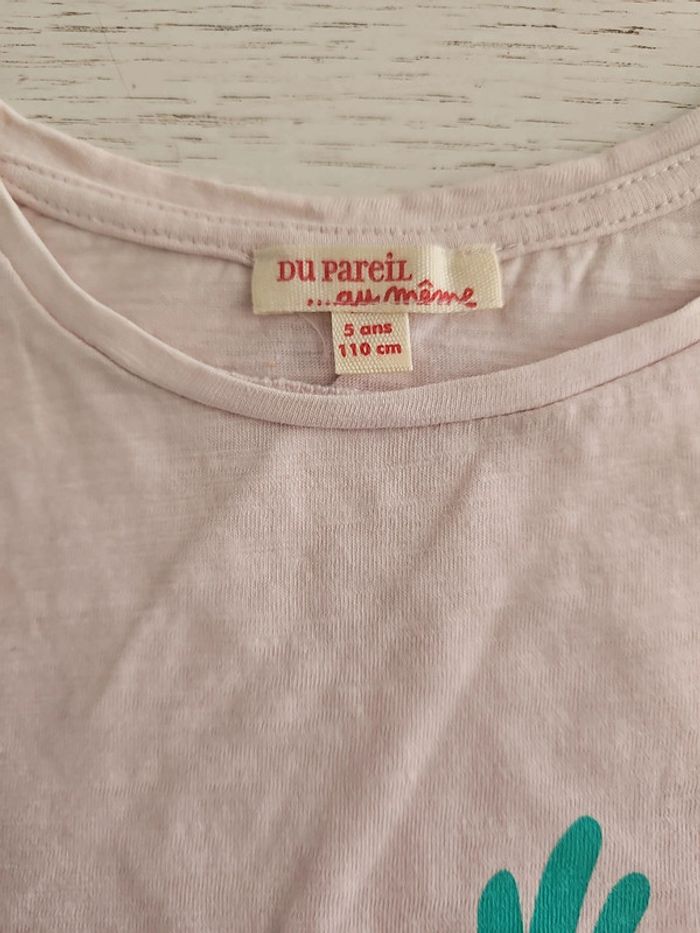 DU PAREIL
...au même
5 ans
110 cm